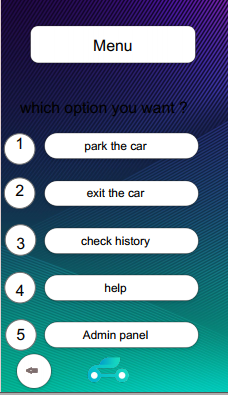 Menu
which option you want ?
1 park the car
2 exit the car
3 check history
4 help
5 Admin panel